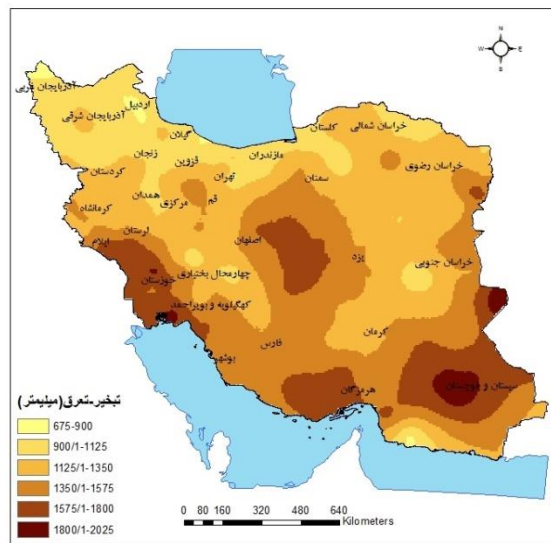 N
W E
S
آذربایجان غربی
اردبیل
آذربایجان شرقی
گیلان
گلستان
خراسان شمالی
زنجان
قزوین
مازندران
خراسان رضوی
کردستان
تهران
سمنان
همدان
مرکزی
قم
کرمانشاه
لرستان
ایلام
اصفهان
یزد
خراسان جنوبی
چهارمحال بختیاری
خوزستان
کهگیلویه و بویراحمد
کرمان
فارس
بوشهر
هرمزگان
سیستان و بلوچستان
تبخیر-تعرق(میلیمتر)
675-900
900/1-1125
1125/1-1350
1350/1-1575
1575/1-1800
1800/1-2025
0 80 160 320 480 640
Kilometers